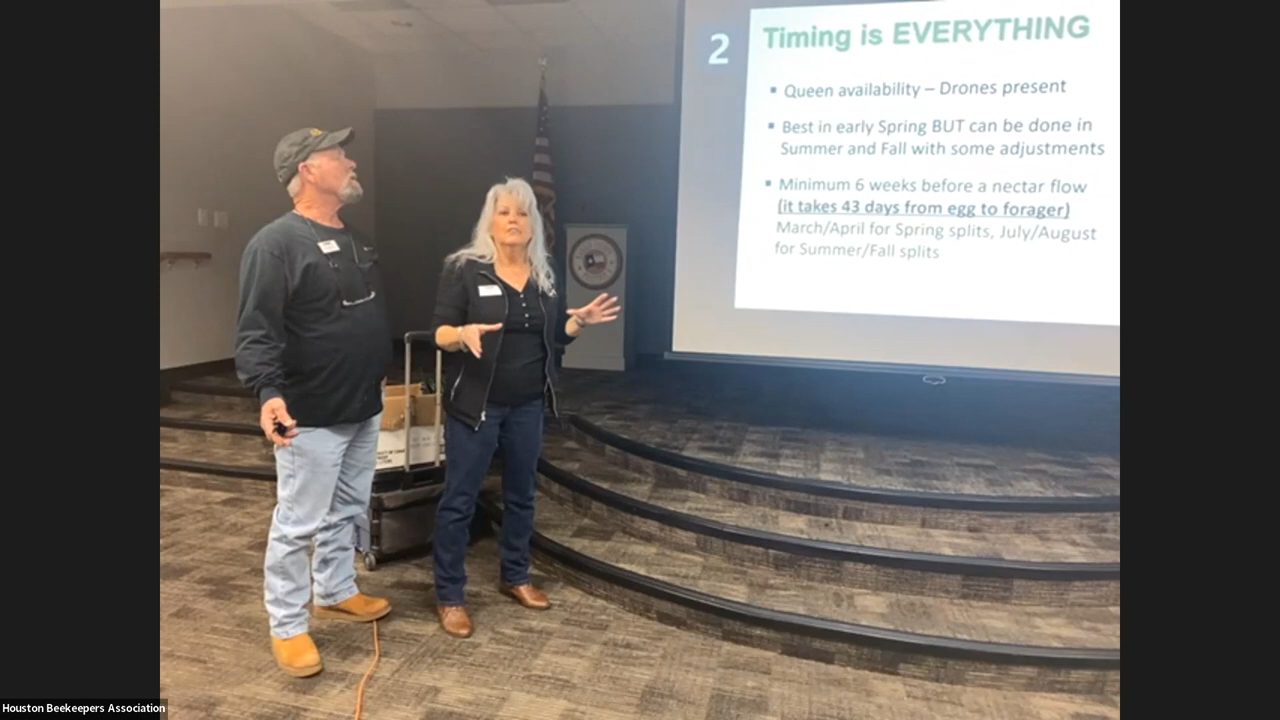 2
Timing is EVERYTHING
▪ Queen availability – Drones present
▪ Best in early Spring BUT can be done in
Summer and Fall with some adjustments
▪ Minimum 6 weeks before a nectar flow
(it takes 43 days from egg to forager)
March/April for Spring splits, July/August
for Summer/Fall splits
Houston Beekeepers Association